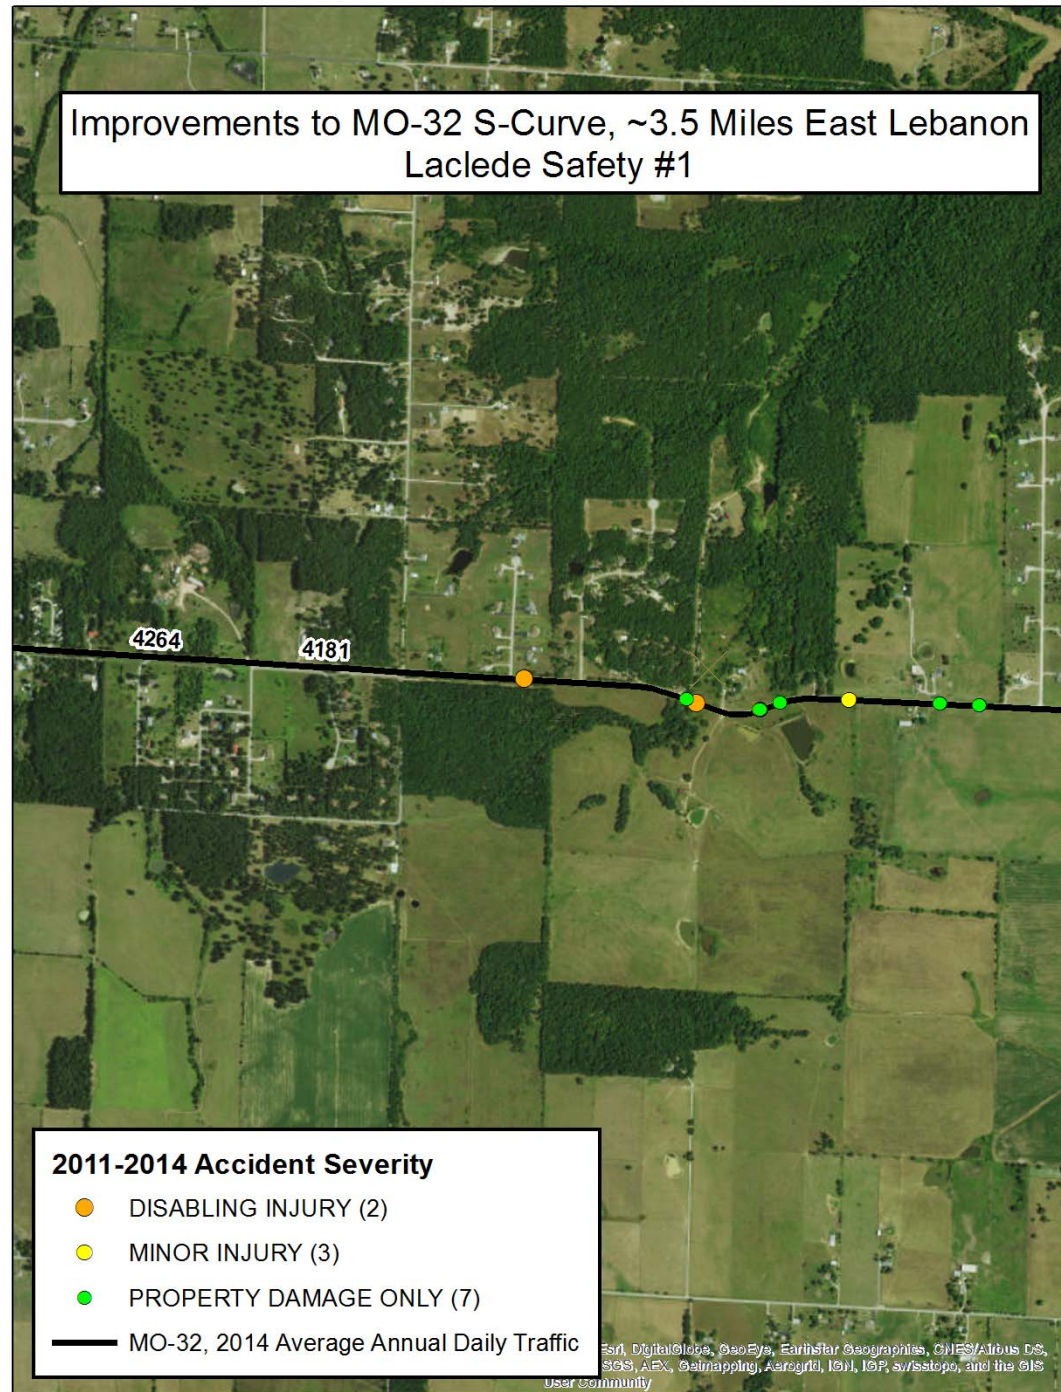 Improvements to MO-32 S-Curve, ~3.5 Miles East Lebanon
Laclede Safety #1
4264
4181
2011-2014 Accident Severity
DISABLING INJURY (2)
MINOR INJURY (3)
PROPERTY DAMAGE ONLY (7)
MO-32, 2014 Average Annual Daily Traffic
Esri, DigitalGlobe, GeoEye, Earthstar Geographics, CNES/Airbus DS,
SGS, AEX, Getmapping, Aerogrid, IGN, IGP, swisstopo, and the GIS
User Community